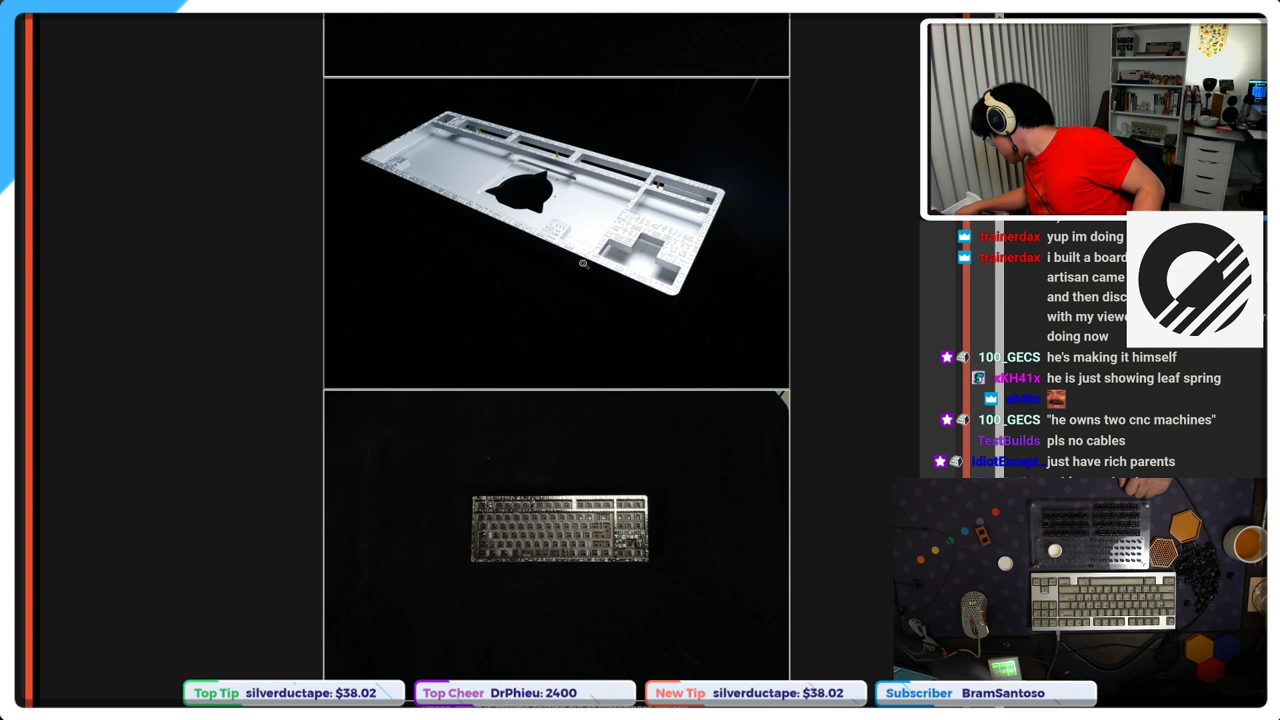 trainerdax yup im doing
trainerdax i built a board
artisan came
and then disc
with my viewe
doing now
100_GECS he's making it himself
xKH41x he is just showing leaf spring
100_GECS "he owns two cnc machines"
TestBuilds pls no cables
IdiotExcept... just have rich parents
Top Tip silverductape: $38.02
Top Cheer DrPhieu: 2400
New Tip silverductape: $38.02
Subscriber BramSantoso